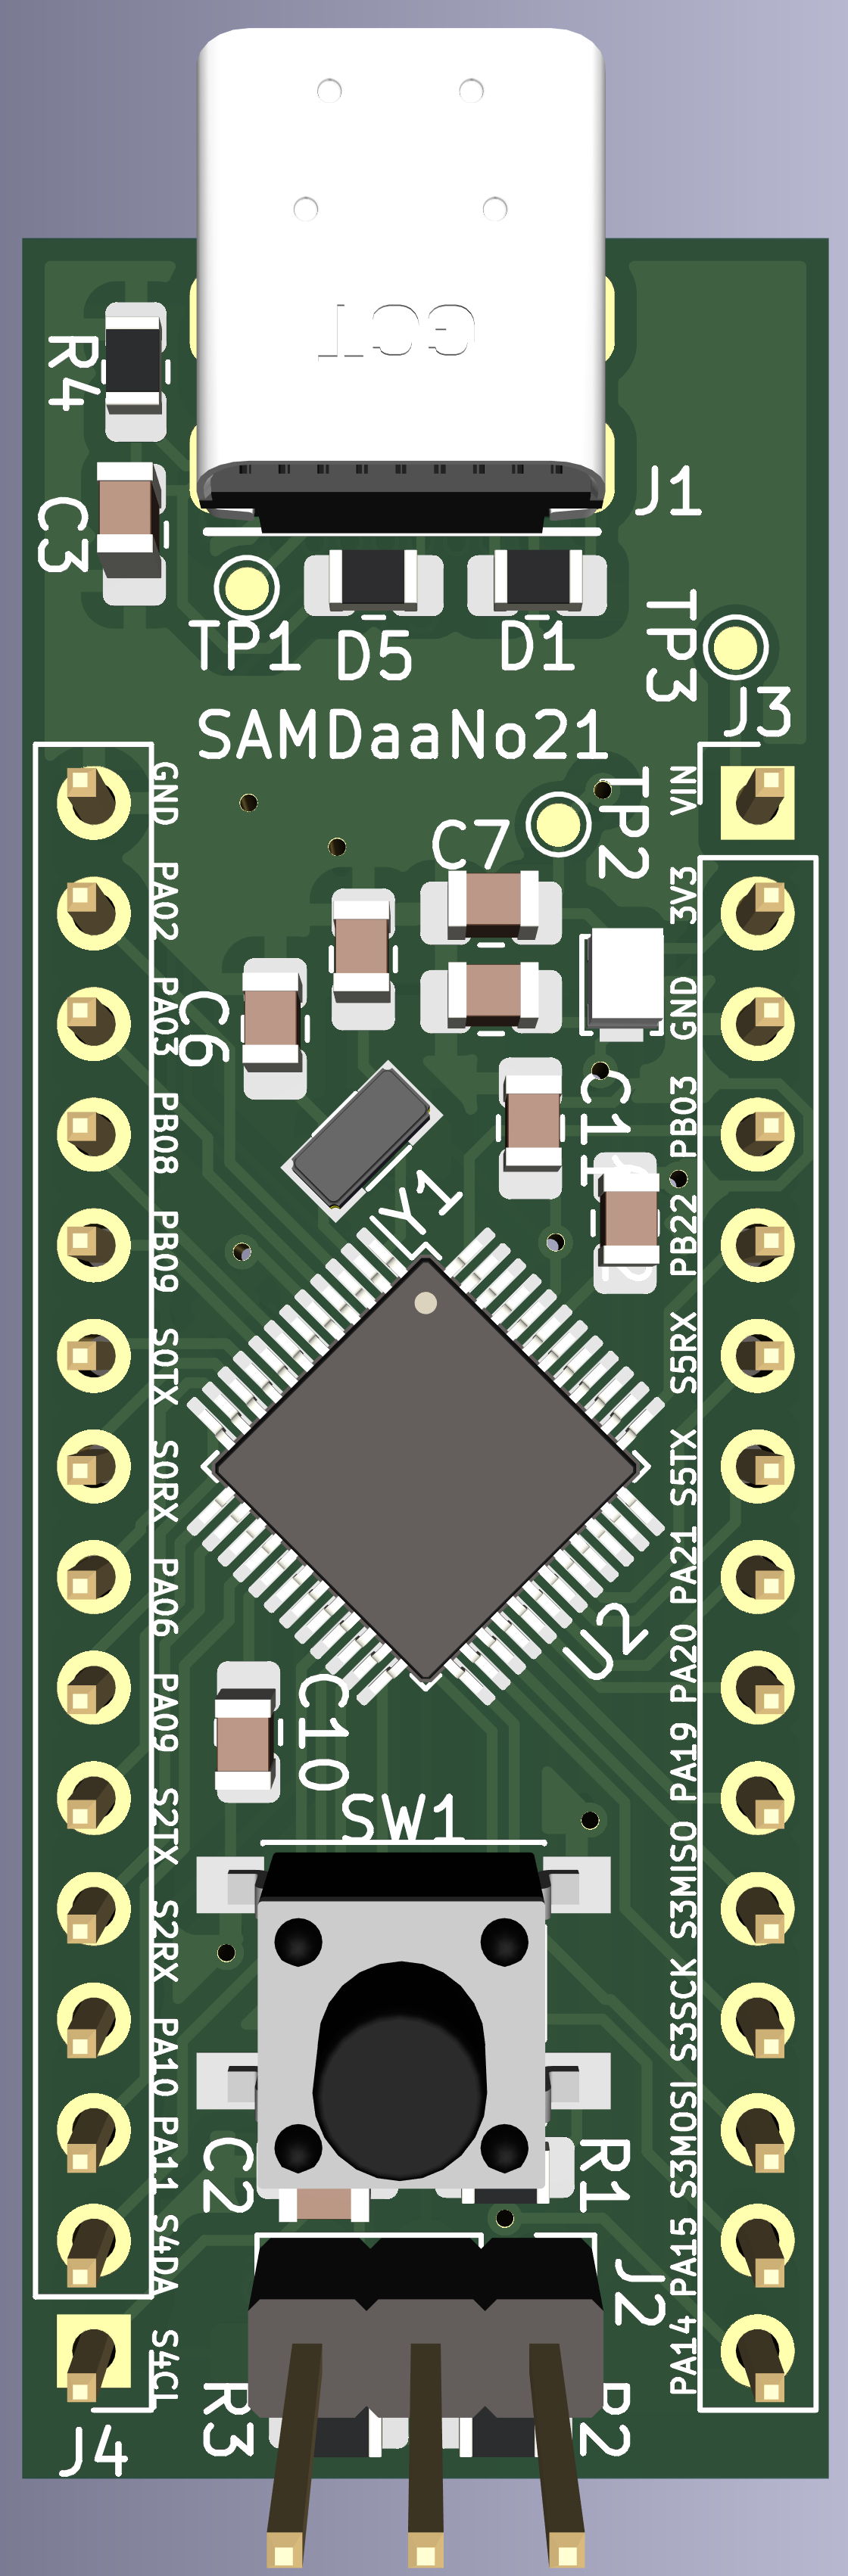 GCT
R4
J1
C3
TP3
TP1
D5
D1
J3
SAMDaaNo21
TP2
C7
C6
C11
Y1
U2
C10
SW1
C2
R1
J2
R3
R2
J4
GND
PA02
PA03
PB08
PB09
S0TX
S0RX
PA06
PA09
S2TX
S2RX
PA10
PA11
S4DA
S4CL
VIN
3V3
GND
PB03
PB22
S5RX
S5TX
PA21
PA20
PA19
S3MISO
S3SCK
S3MOSI
PA15
PA14